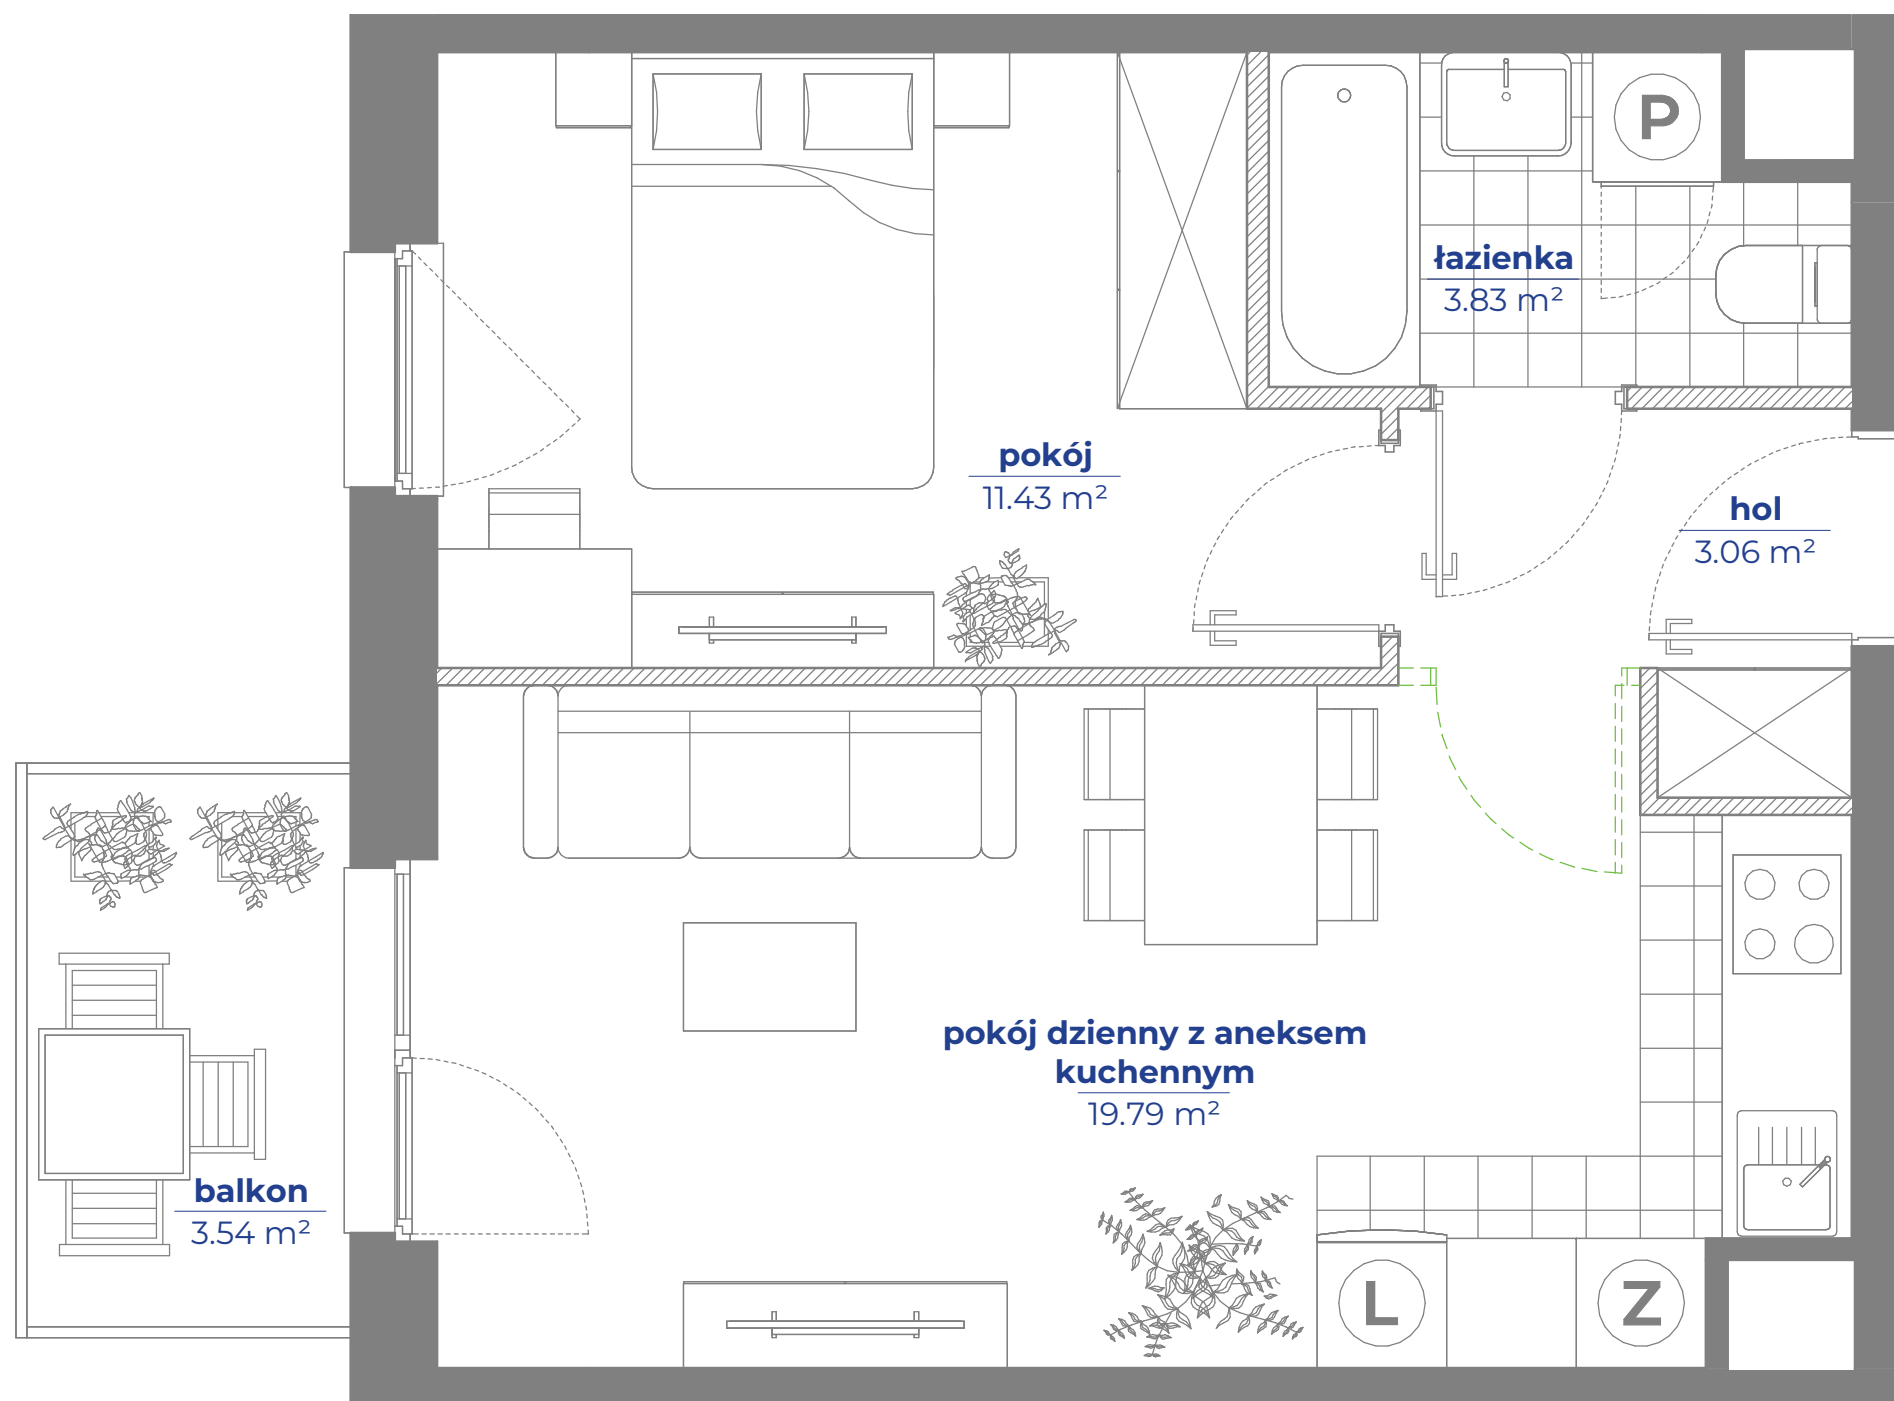 P
łazienka
3.83 m²
pokój
11.43 m²
hol
3.06 m²
pokój dzienny z aneksem
kuchennym
19.79 m²
balkon
3.54 m²
L
Z